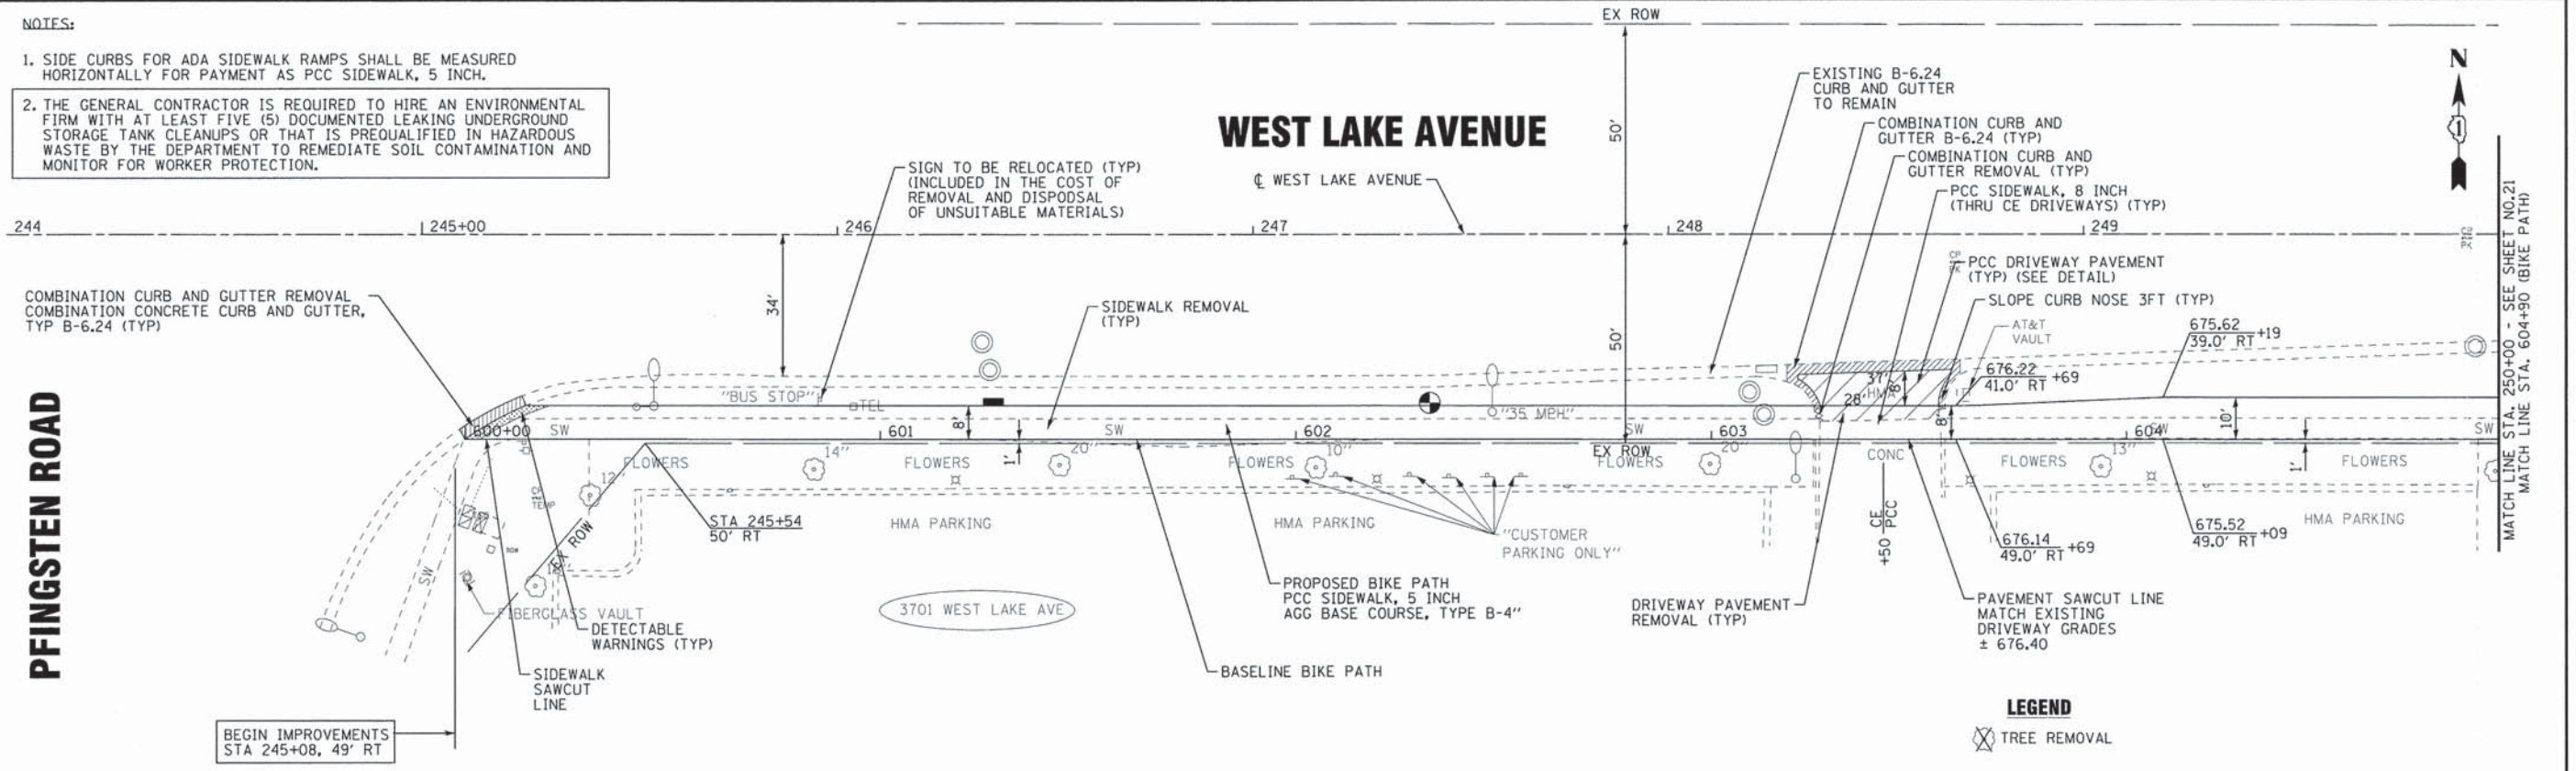 NOTES:
1. SIDE CURBS FOR ADA SIDEWALK RAMPS SHALL BE MEASURED
HORIZONTALLY FOR PAYMENT AS PCC SIDEWALK, 5 INCH.
2. THE GENERAL CONTRACTOR IS REQUIRED TO HIRE AN ENVIRONMENTAL
FIRM WITH AT LEAST FIVE (5) DOCUMENTED LEAKING UNDERGROUND
STORAGE TANK CLEANUPS OR THAT IS PREQUALIFIED IN HAZARDOUS
WASTE BY THE DEPARTMENT TO REMEDIATE SOIL CONTAMINATION AND
MONITOR FOR WORKER PROTECTION.
EX ROW
50'
WEST LAKE AVENUE
℄ WEST LAKE AVENUE
SIGN TO BE RELOCATED (TYP)
(INCLUDED IN THE COST OF
REMOVAL AND DISPODSAL
OF UNSUITABLE MATERIALS)
EXISTING B-6.24
CURB AND GUTTER
TO REMAIN
COMBINATION CURB AND
GUTTER B-6.24 (TYP)
COMBINATION CURB AND
GUTTER REMOVAL (TYP)
PCC SIDEWALK, 8 INCH
(THRU CE DRIVEWAYS) (TYP)
N
1
244
245+00
246
247
248
249
MATCH LINE STA. 250+00 - SEE SHEET NO.21
MATCH LINE STA. 604+90 (BIKE PATH)
COMBINATION CURB AND GUTTER REMOVAL
COMBINATION CONCRETE CURB AND GUTTER,
TYP B-6.24 (TYP)
34'
SIDEWALK REMOVAL
(TYP)
50'
CP
PCC DRIVEWAY PAVEMENT
(TYP) (SEE DETAIL)
SLOPE CURB NOSE 3FT (TYP)
AT&T
VAULT
675.62
39.0' RT +19
676.22
41.0' RT +69
"BUS STOP"
TEL
"35 MPH"
37'
8'
28'
HMA
PFINGSTEN ROAD
600+00
SW
601
8'
SW
602
SW
603
8'
604
SW
10'
SW
1'
EX ROW
CONC
1'
FLOWERS
14"
FLOWERS
20"
FLOWERS
10"
FLOWERS
20"
FLOWERS
13"
FLOWERS
12
TEMP
EX ROW
STA 245+54
50' RT
HMA PARKING
HMA PARKING
"CUSTOMER
PARKING ONLY"
+50 CE
PCC
676.14
49.0' RT +69
675.52
49.0' RT +09
HMA PARKING
ROW
SW
FIBERGLASS VAULT
DETECTABLE
WARNINGS (TYP)
3701 WEST LAKE AVE
PROPOSED BIKE PATH
PCC SIDEWALK, 5 INCH
AGG BASE COURSE, TYPE B-4"
DRIVEWAY PAVEMENT
REMOVAL (TYP)
PAVEMENT SAWCUT LINE
MATCH EXISTING
DRIVEWAY GRADES
± 676.40
SIDEWALK
SAWCUT
LINE
BASELINE BIKE PATH
BEGIN IMPROVEMENTS
STA 245+08, 49' RT
LEGEND
TREE REMOVAL